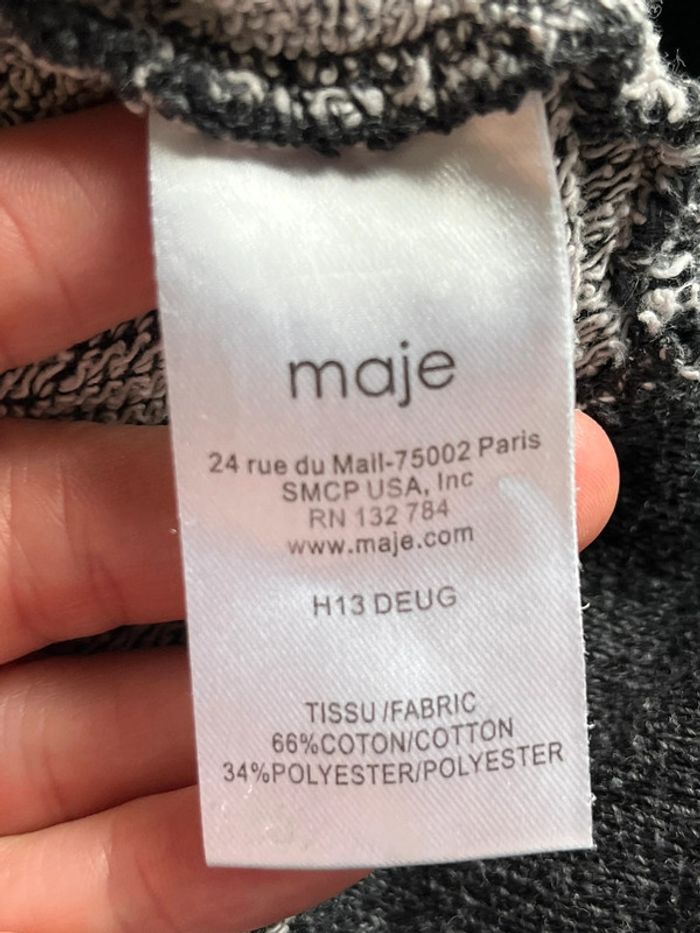 maje
24 rue du Mail-75002 Paris
SMCP USA, Inc
RN 132 784
www.maje.com
H13 DEUG
TISSU/FABRIC
66%COTON/COTTON
34%POLYESTER/POLYESTER